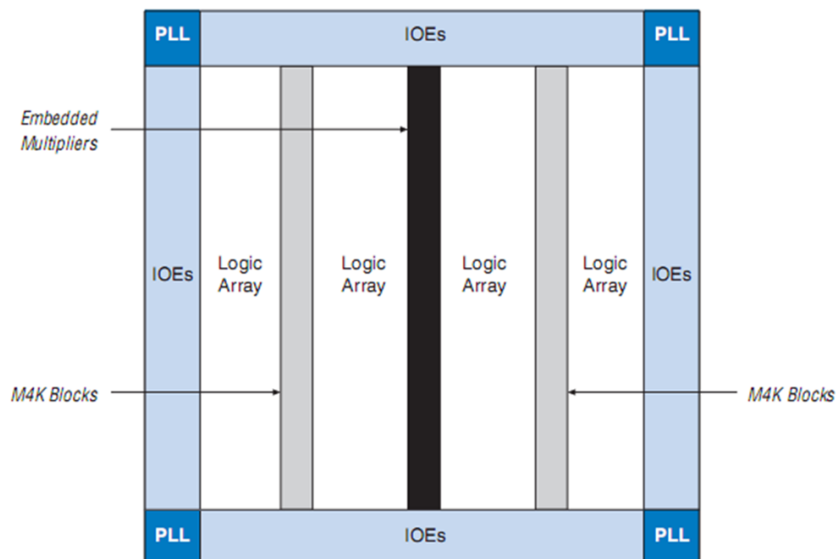 PLL
IOEs
PLL
Embedded
Multipliers
IOEs
Logic
Array
Logic
Array
Logic
Array
Logic
Array
IOEs
M4K Blocks
M4K Blocks
PLL
IOEs
PLL